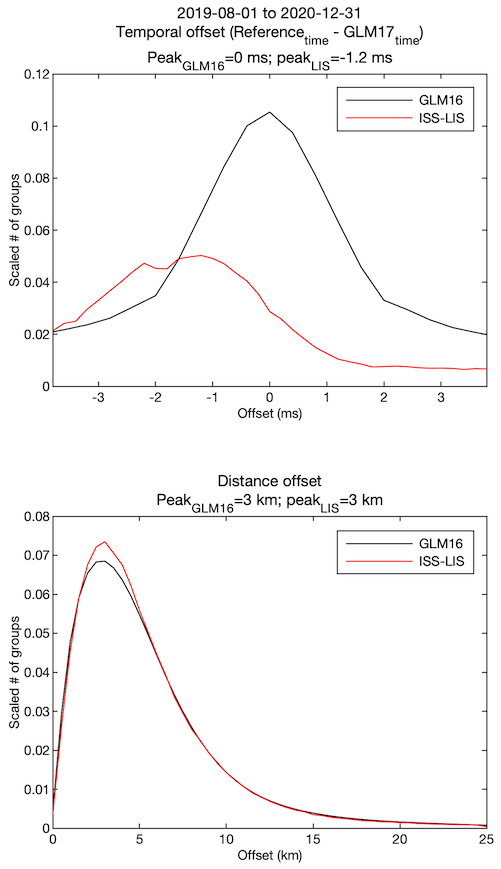 2019-08-01 to 2020-12-31
Temporal offset (Reference_time - GLM17_time)
Peak_GLM16=0 ms; peak_LIS=-1.2 ms
0.12
GLM16
0.1
ISS-LIS
0.08
Scaled # of groups
0.06
0.04
0.02
0
-3 -2 -1 0 1 2 3
Offset (ms)
Distance offset
Peak_GLM16=3 km; peak_LIS=3 km
0.08
GLM16
0.07
ISS-LIS
0.06
0.05
Scaled # of groups
0.04
0.03
0.02
0.01
0
0 5 10 15 20 25
Offset (km)